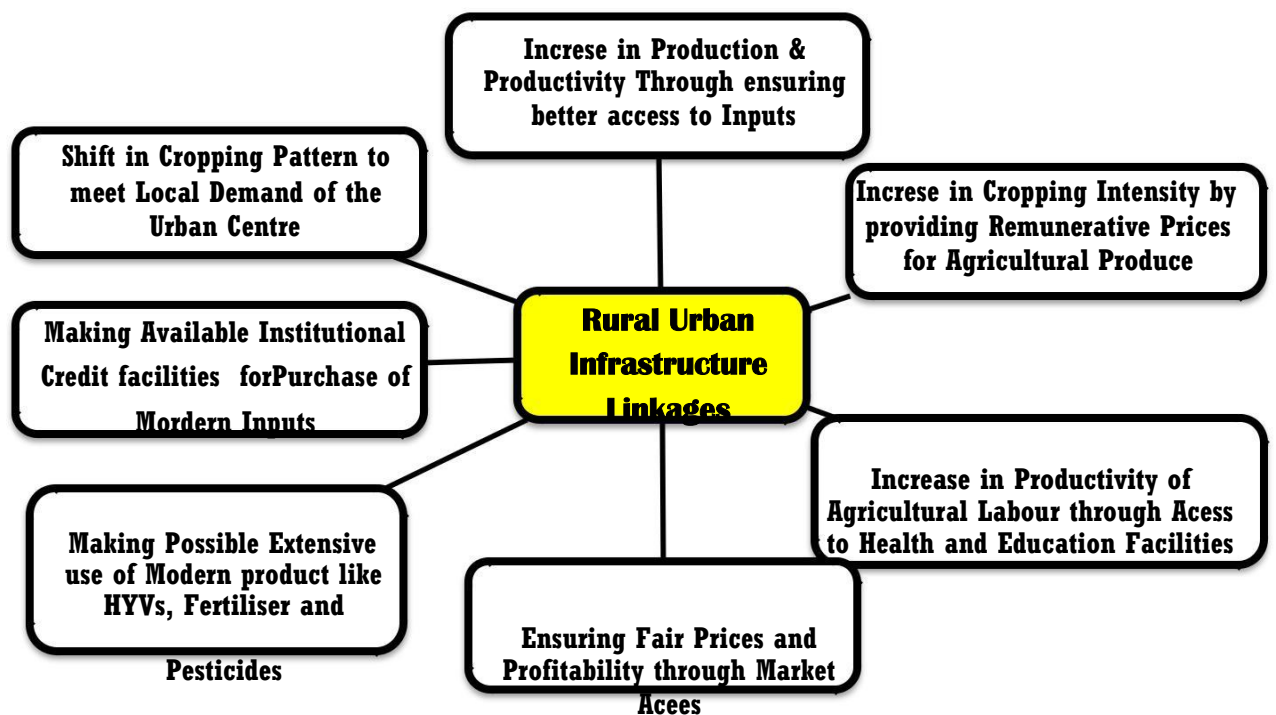 Increse in Production &
Productivity Through ensuring
better access to Inputs
Shift in Cropping Pattern to
meet Local Demand of the
Urban Centre
Increse in Cropping Intensity by
providing Remunerative Prices
for Agricultural Produce
Rural Urban
Infrastructure
Linkages
Making Available Institutional
Credit facilities forPurchase of
Mordern Inputs
Increase in Productivity of
Agricultural Labour through Acess
to Health and Education Facilities
Making Possible Extensive
use of Modern product like
HYVs, Fertiliser and
Pesticides
Ensuring Fair Prices and
Profitability through Market
Acees